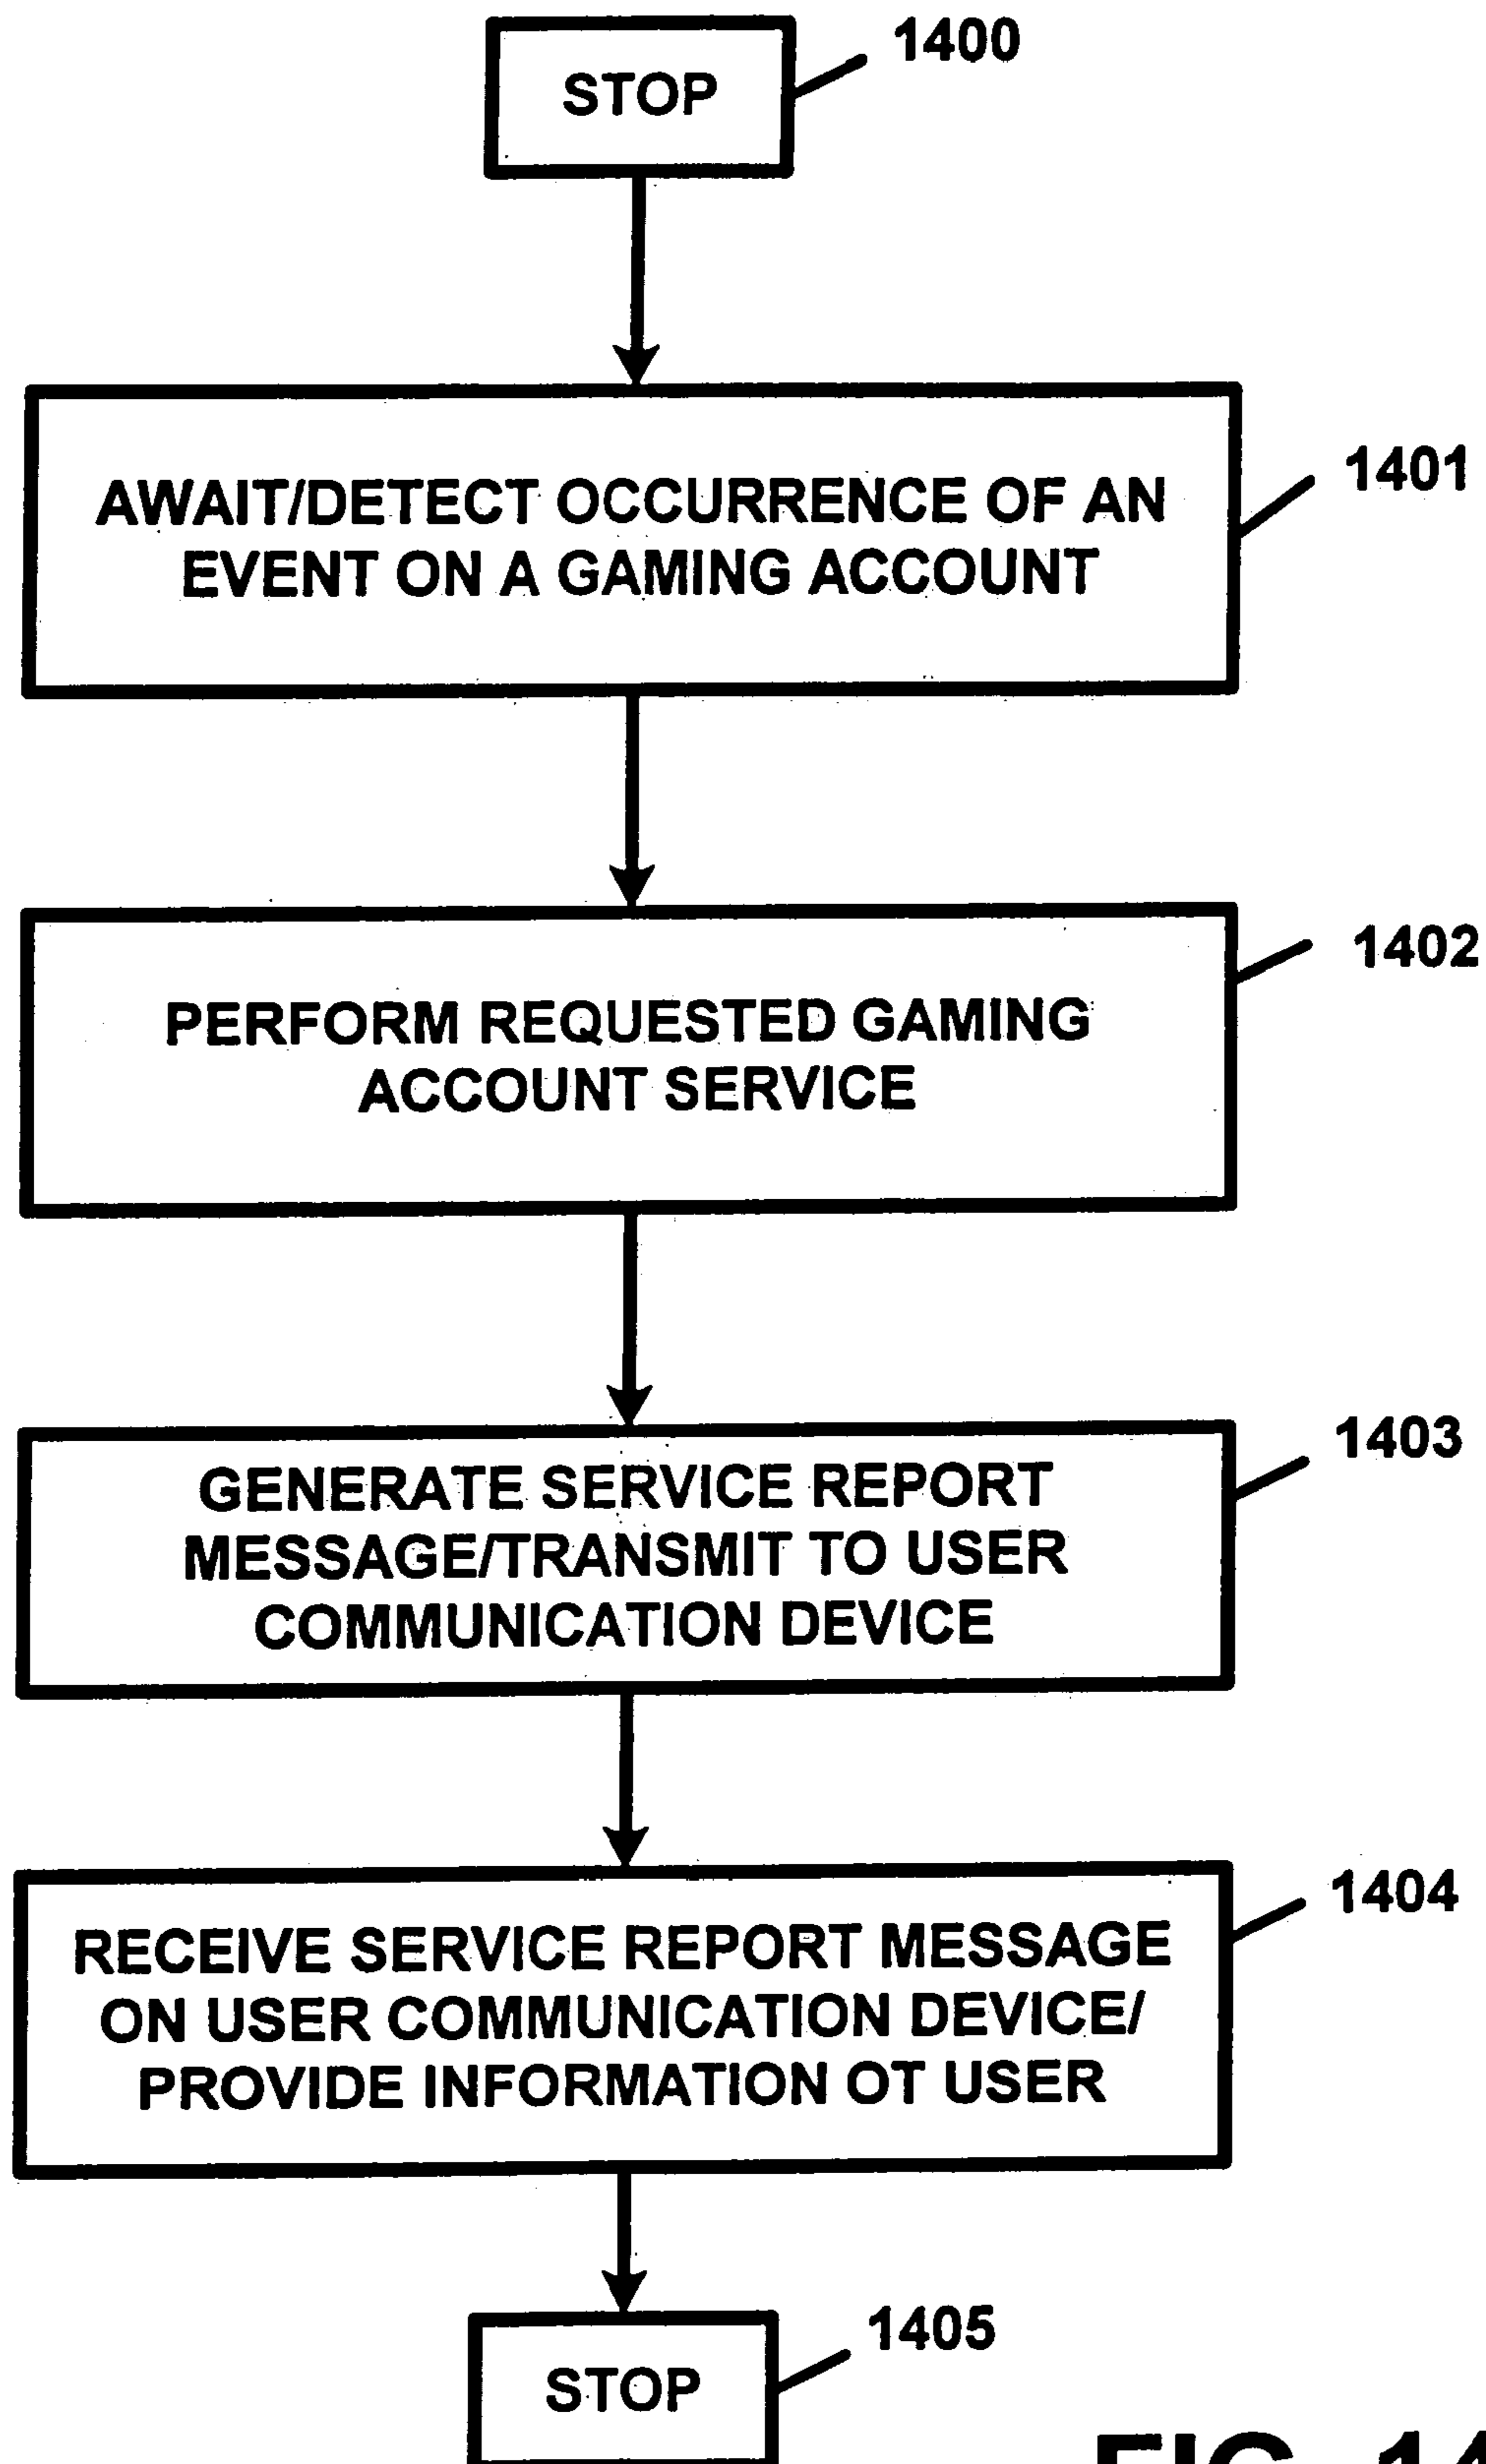 STOP
1400
AWAIT/DETECT OCCURRENCE OF AN
EVENT ON A GAMING ACCOUNT
1401
PERFORM REQUESTED GAMING
ACCOUNT SERVICE
1402
GENERATE SERVICE REPORT
MESSAGE/TRANSMIT TO USER
COMMUNICATION DEVICE
1403
RECEIVE SERVICE REPORT MESSAGE
ON USER COMMUNICATION DEVICE/
PROVIDE INFORMATION OT USER
1404
STOP
1405
FIG. 14